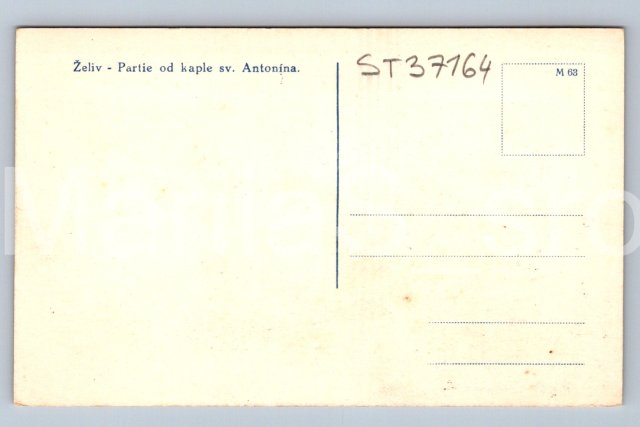 Želiv - Partie od kaple sv. Antonína.
ST37164
M 63